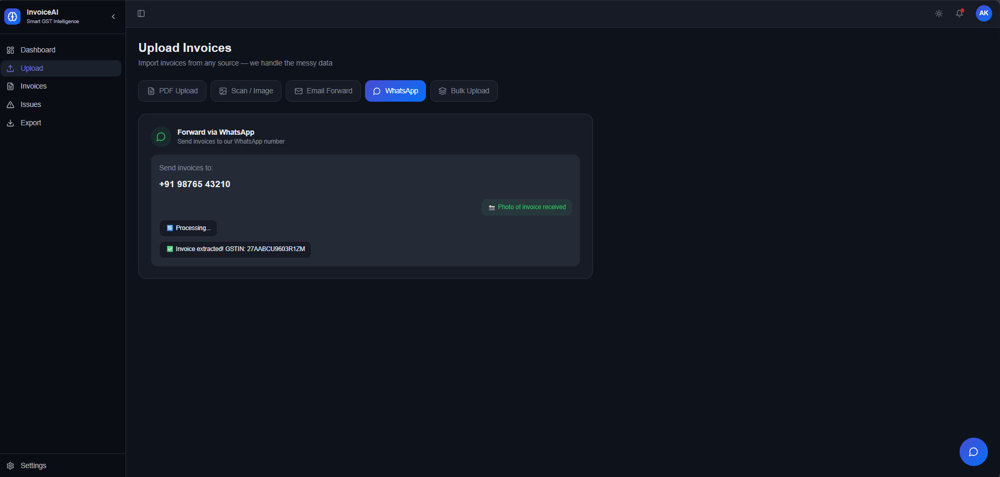 InvoiceAI
Smart GST Intelligence
AK
Dashboard
Upload
Invoices
Issues
Export
Settings
Upload Invoices
Import invoices from any source — we handle the messy data
PDF Upload
Scan / Image
Email Forward
WhatsApp
Bulk Upload
Forward via WhatsApp
Send invoices to our WhatsApp number
Send invoices to:
+91 98765 43210
📸 Photo of invoice received
🔄 Processing...
✅ Invoice extracted! GSTIN: 27AABCU9603R1ZM